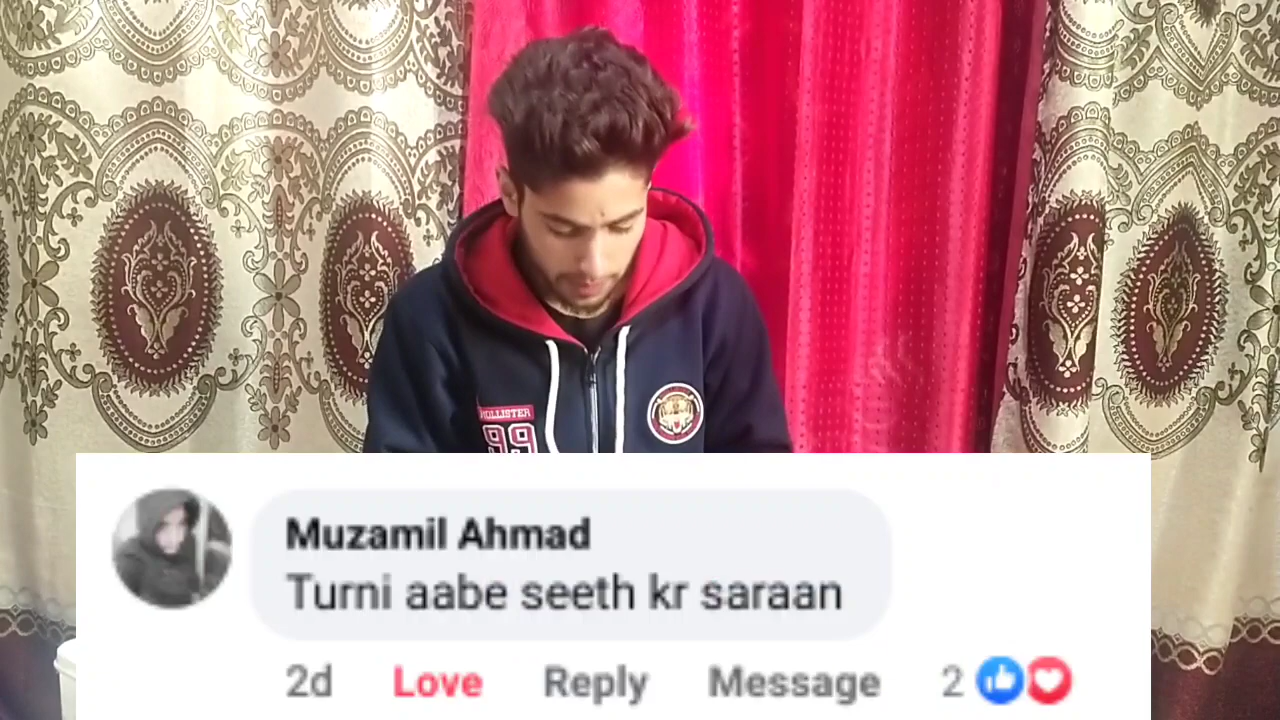 HOLLISTER
99
Muzamil Ahmad
Turni aabe seeth kr saraan
2d Love Reply Message 2